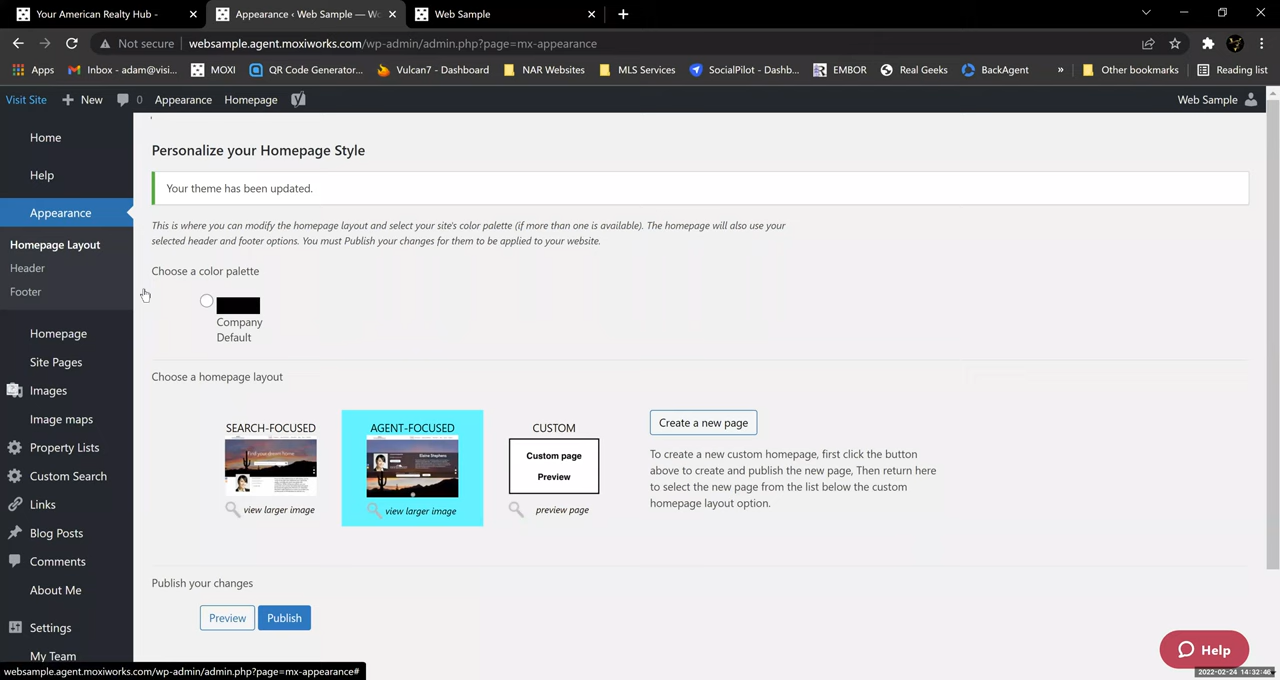 Your American Realty Hub -
Appearance ‹ Web Sample — W
Web Sample
Not secure
websample.agent.moxiworks.com/wp-admin/admin.php?page=mx-appearance
Apps
Inbox - adam@visi...
MOXI
QR Code Generator...
Vulcan7 - Dashboard
NAR Websites
MLS Services
SocialPilot - Dashb...
EMBOR
Real Geeks
BackAgent
»
Other bookmarks
Reading list
Visit Site
New
0
Appearance
Homepage
Web Sample
Home
Help
Appearance
Homepage Layout
Header
Footer
Homepage
Site Pages
Images
Image maps
Property Lists
Custom Search
Links
Blog Posts
Comments
About Me
Settings
My Team
Personalize your Homepage Style
Your theme has been updated.
This is where you can modify the homepage layout and select your site's color palette (if more than one is available). The homepage will also use your
selected header and footer options. You must Publish your changes for them to be applied to your website.
Choose a color palette
Company
Default
Choose a homepage layout
SEARCH-FOCUSED
Find your dream home
view larger image
AGENT-FOCUSED
Elaine Stephens
view larger image
CUSTOM
Custom page
Preview
preview page
Create a new page
To create a new custom homepage, first click the button
above to create and publish the new page, Then return here
to select the new page from the list below the custom
homepage layout option.
Publish your changes
Preview
Publish
Help
websample.agent.moxiworks.com/wp-admin/admin.php?page=mx-appearance#
2022-02-24 14:32:46